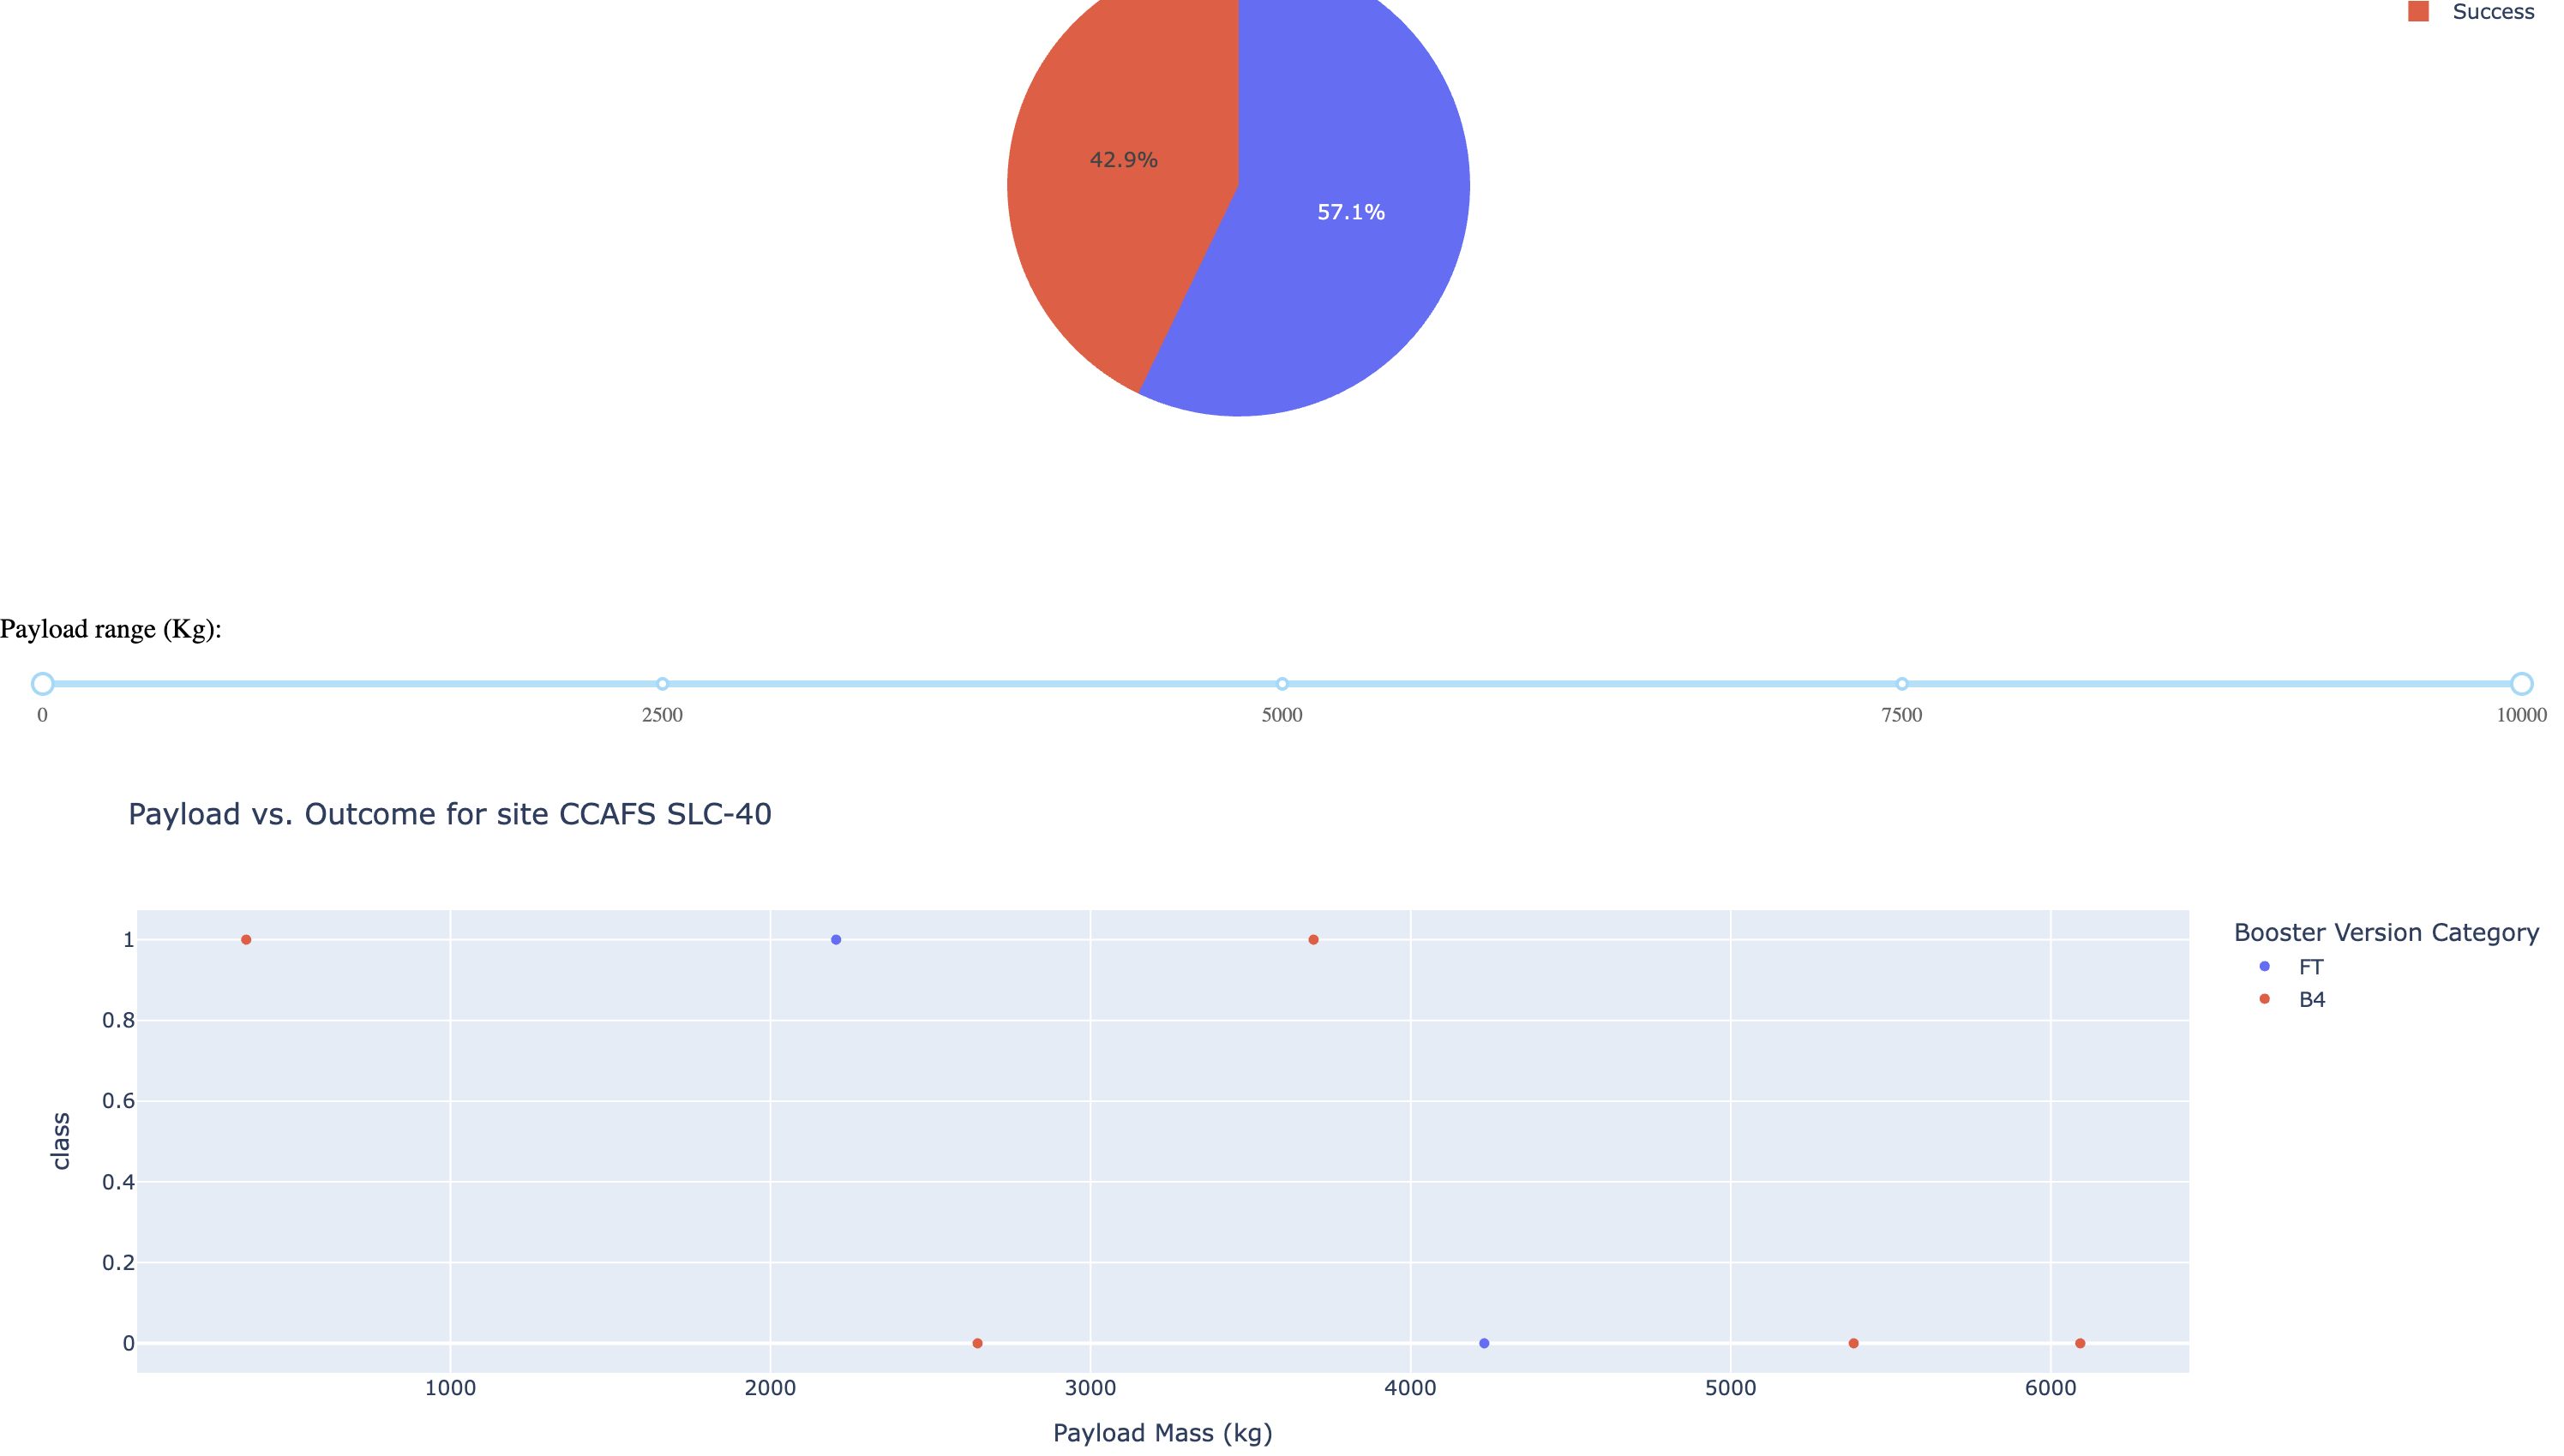 Success
42.9%
57.1%
Payload range (Kg):
0 2500 5000 7500 10000
Payload vs. Outcome for site CCAFS SLC-40
Booster Version Category
FT
B4
1
0.8
0.6
0.4
0.2
0
class
1000 2000 3000 4000 5000 6000
Payload Mass (kg)